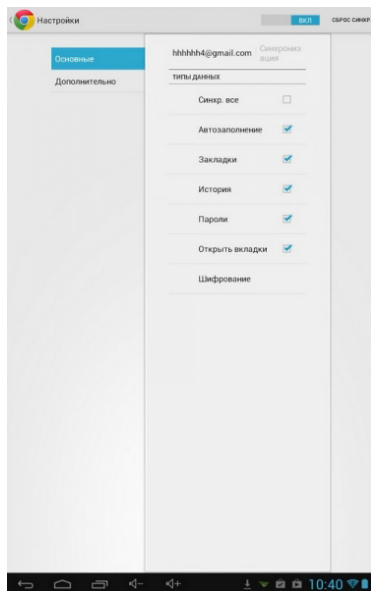 Настройки
ВКЛ
СБРОС СИНХР
Основные
Дополнительно
hhhhhh4@gmail.com
Синхрониз
ация
ТИПЫ ДАННЫХ
Синхр. все
Автозаполнение
Закладки
История
Пароли
Открыть вкладки
Шифрование
10:40